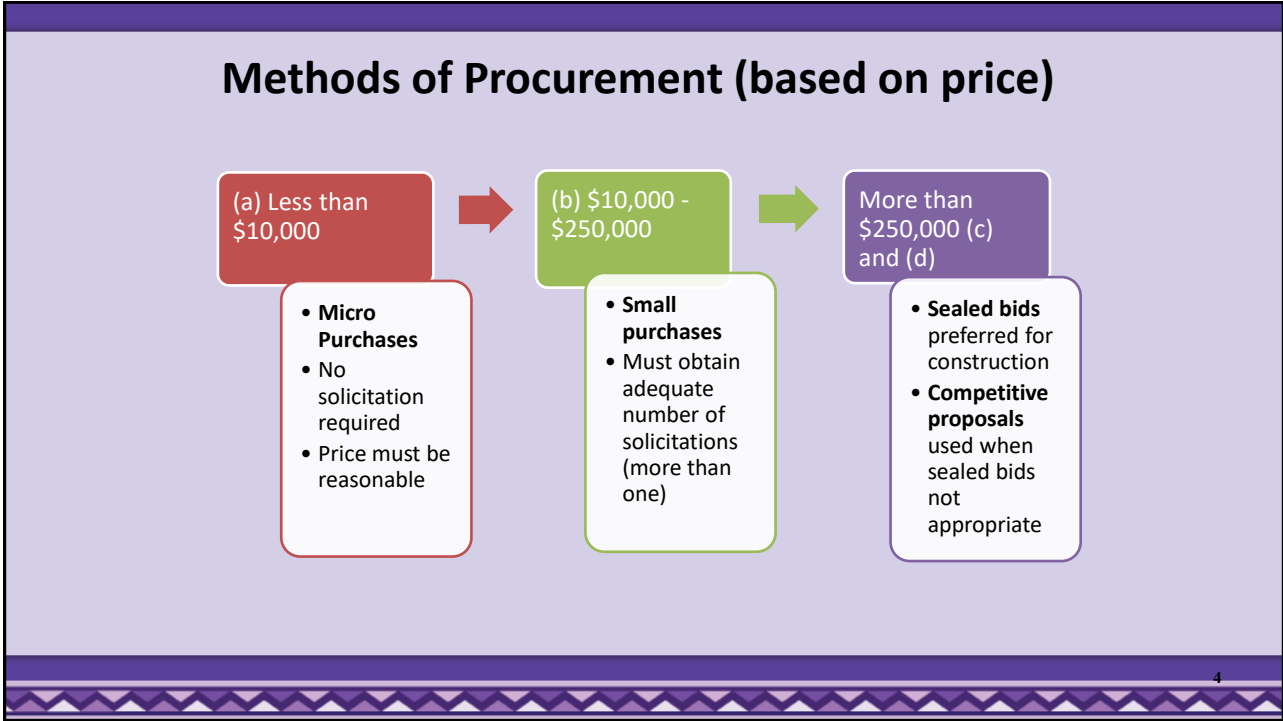 Methods of Procurement (based on price)
(a) Less than
$10,000
• Micro
Purchases
• No
solicitation
required
• Price must be
reasonable
(b) $10,000 -
$250,000
• Small
purchases
• Must obtain
adequate
number of
solicitations
(more than
one)
More than
$250,000 (c)
and (d)
• Sealed bids
preferred for
construction
• Competitive
proposals
used when
sealed bids
not
appropriate
4